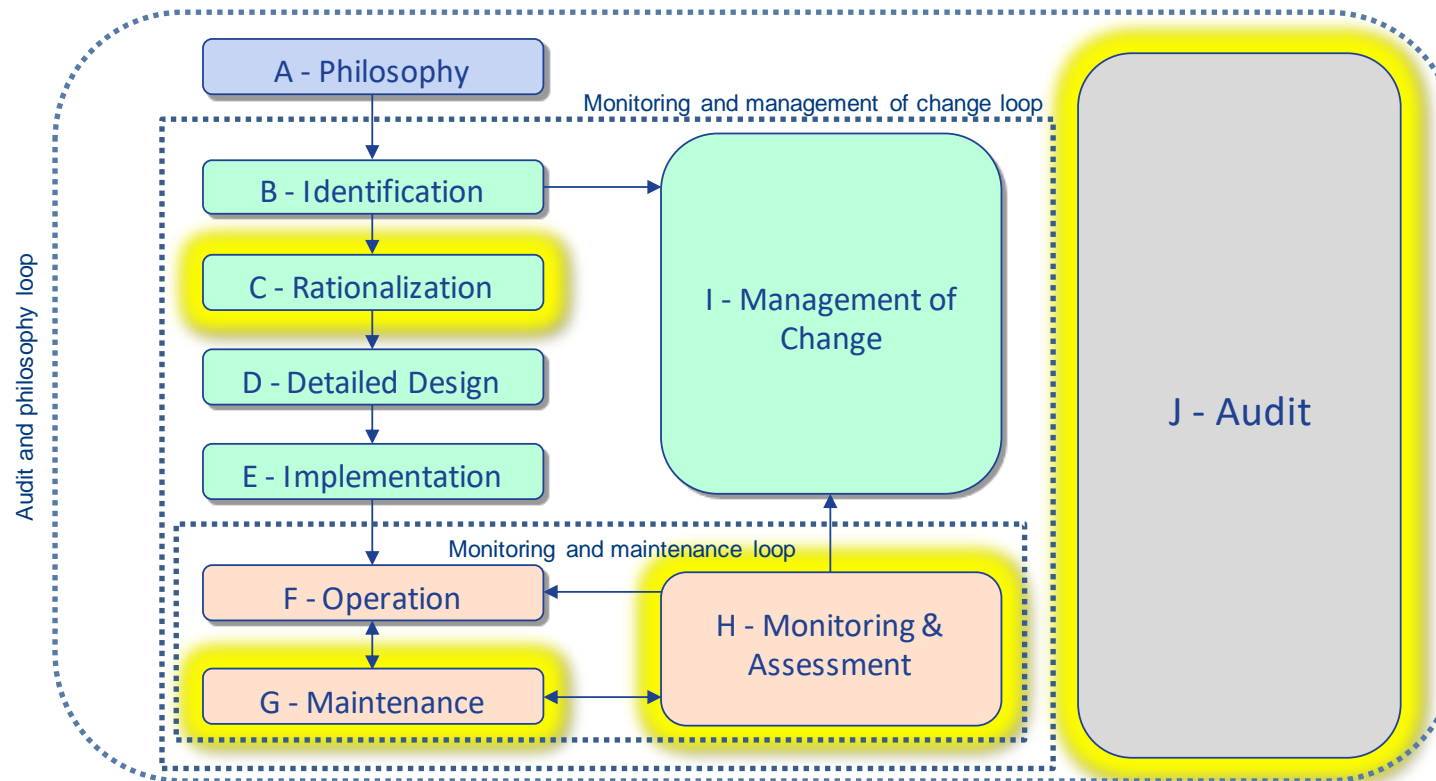 A - Philosophy
Monitoring and management of change loop
B - Identification
C - Rationalization
D - Detailed Design
E - Implementation
I - Management of
Change
Monitoring and maintenance loop
F - Operation
G - Maintenance
H - Monitoring &
Assessment
J - Audit
Audit and philosophy loop